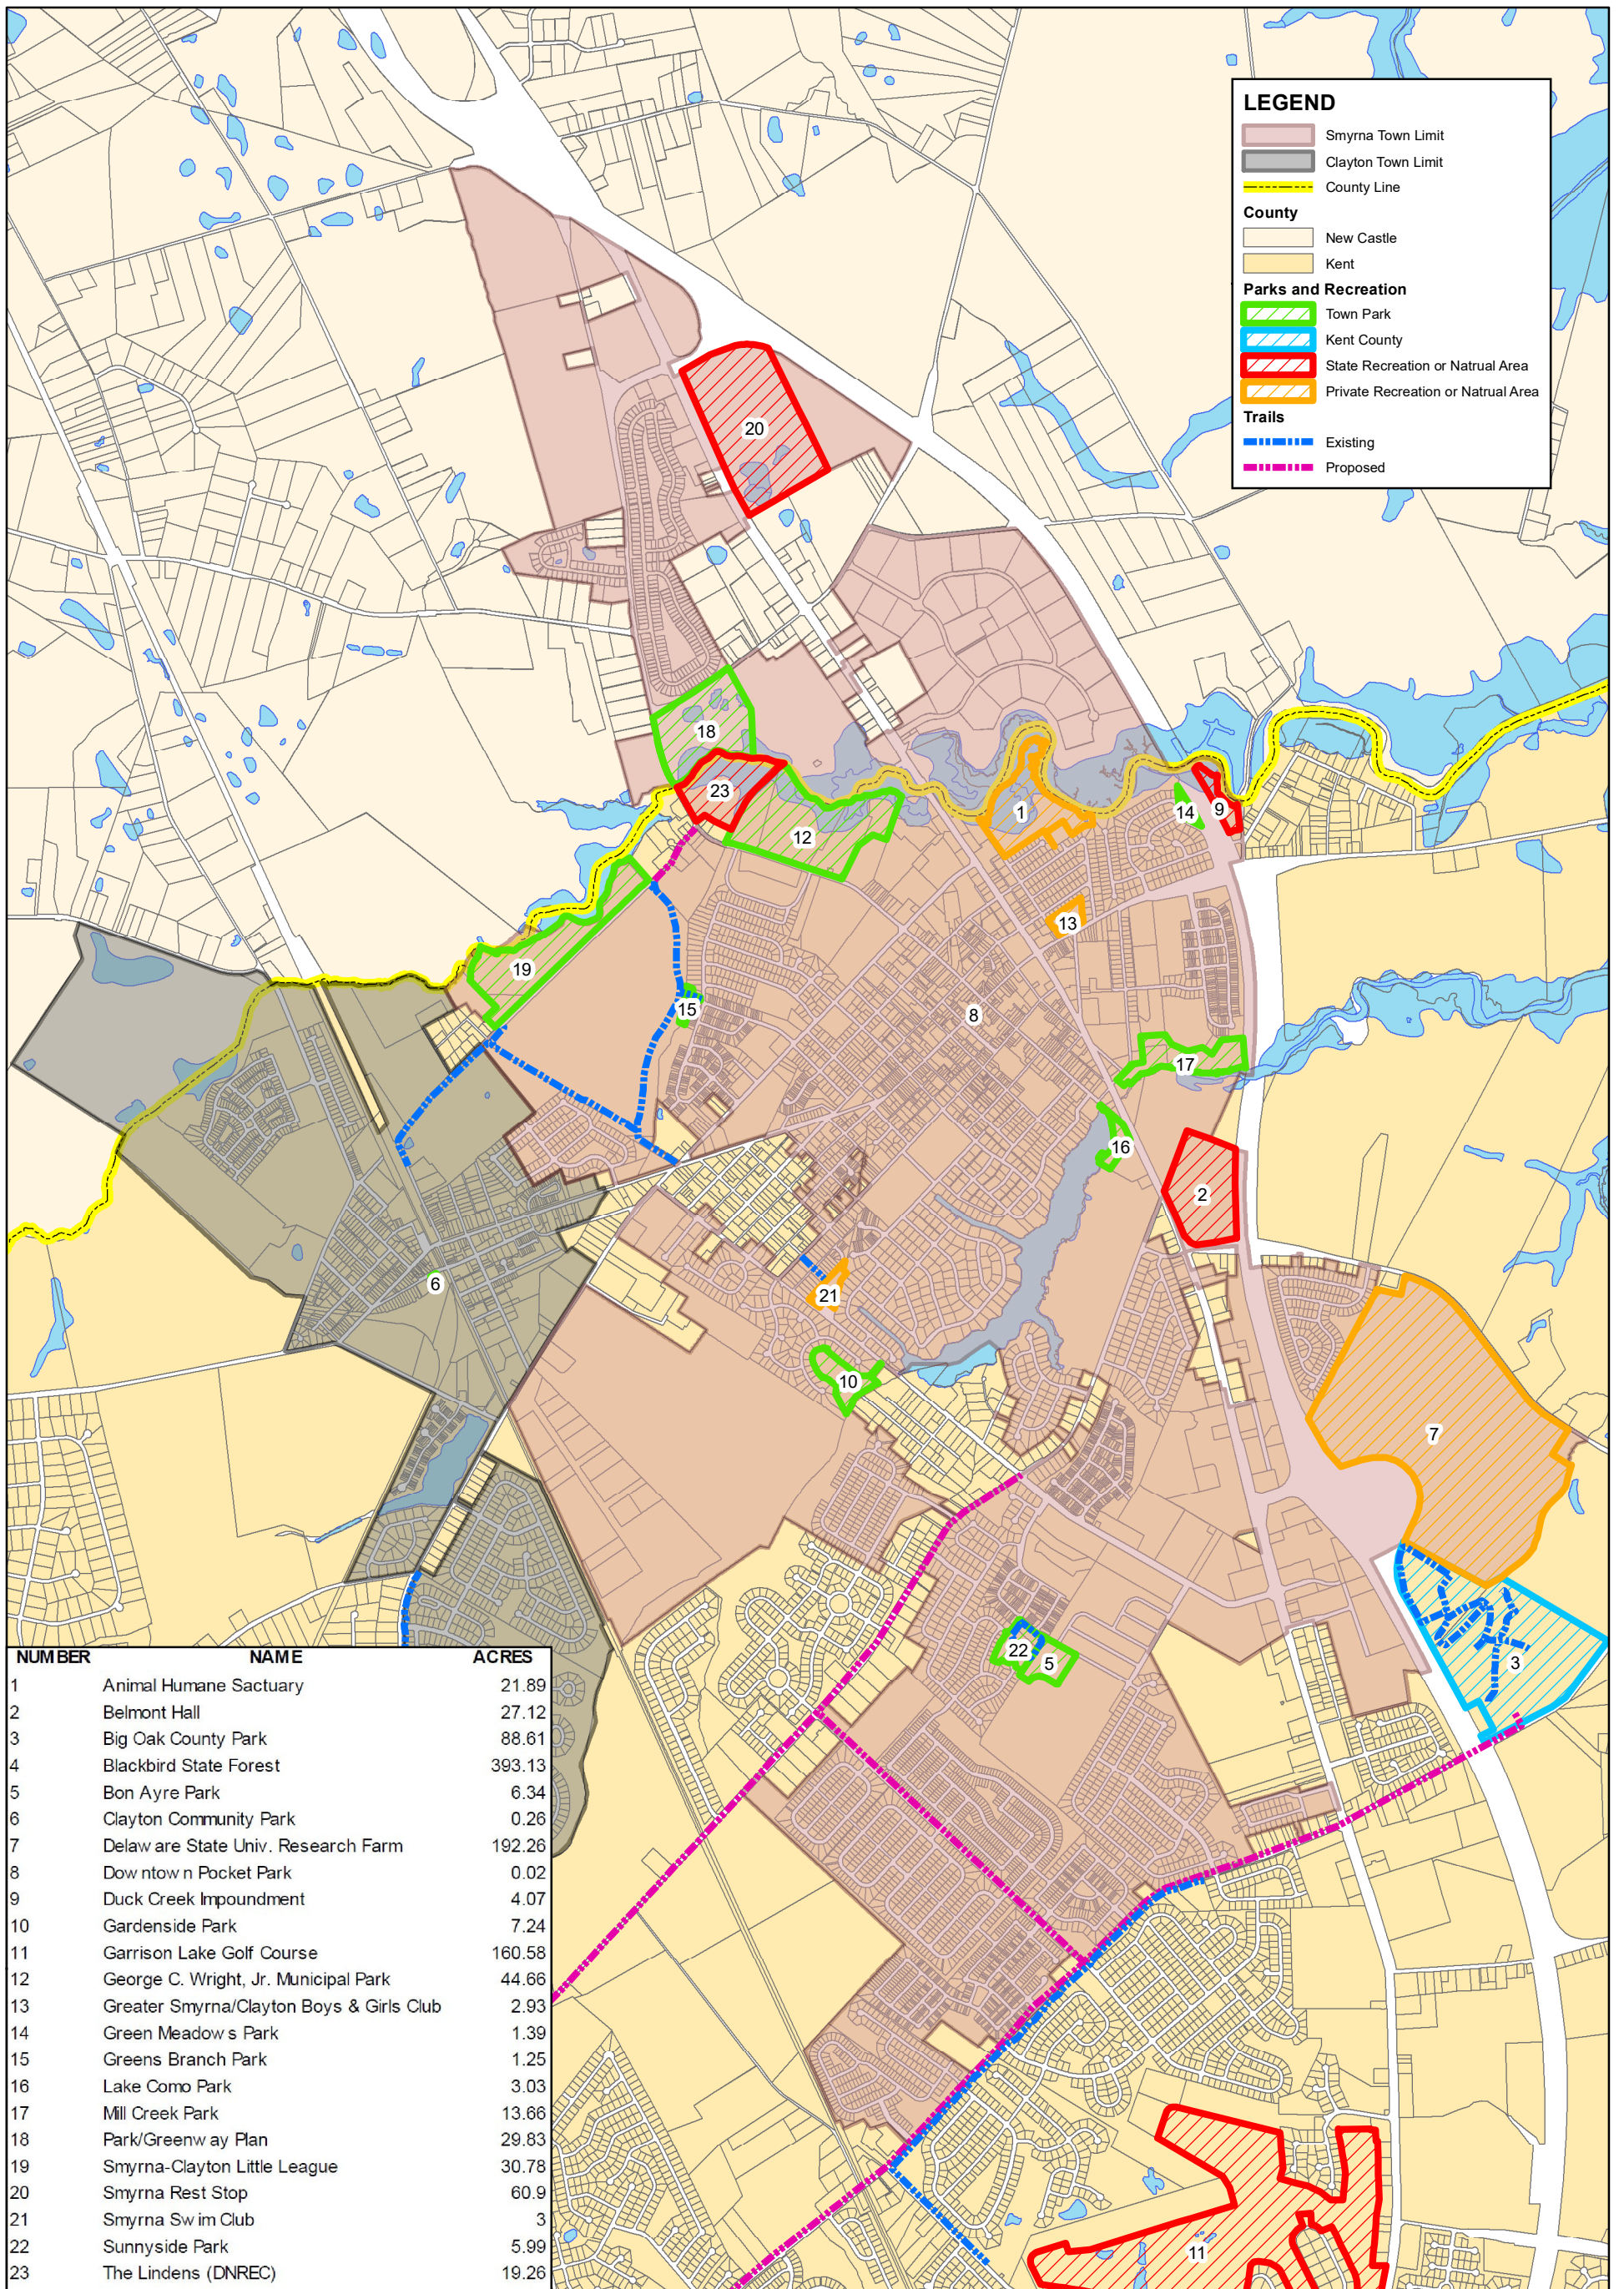 LEGEND
Smyrna Town Limit
Clayton Town Limit
County Line
County
New Castle
Kent
Parks and Recreation
Town Park
Kent County
State Recreation or Natrual Area
Private Recreation or Natrual Area
Trails
Existing
Proposed
20
18
23
12
1
14
9
13
19
15
8
17
16
2
6
21
10
7
22
5
3
11
NUMBER NAME ACRES
1 Animal Humane Sactuary 21.89
2 Belmont Hall 27.12
3 Big Oak County Park 88.61
4 Blackbird State Forest 393.13
5 Bon Ayre Park 6.34
6 Clayton Community Park 0.26
7 Delaware State Univ. Research Farm 192.26
8 Downtown Pocket Park 0.02
9 Duck Creek Impoundment 4.07
10 Gardenside Park 7.24
11 Garrison Lake Golf Course 160.58
12 George C. Wright, Jr. Municipal Park 44.66
13 Greater Smyrna/Clayton Boys & Girls Club 2.93
14 Green Meadows Park 1.39
15 Greens Branch Park 1.25
16 Lake Como Park 3.03
17 Mill Creek Park 13.66
18 Park/Greenway Plan 29.83
19 Smyrna-Clayton Little League 30.78
20 Smyrna Rest Stop 60.9
21 Smyrna Swim Club 3
22 Sunnyside Park 5.99
23 The Lindens (DNREC) 19.26